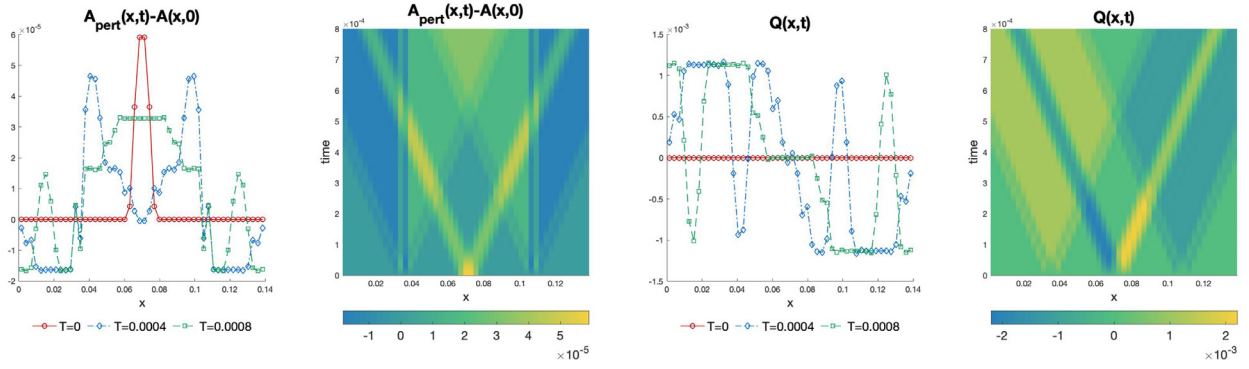 A_pert(x,t)-A(x,0)
×10^-5
6
5
4
3
2
1
0
-1
-2
0 0.02 0.04 0.06 0.08 0.1 0.12 0.14
x
T=0 T=0.0004 T=0.0008
A_pert(x,t)-A(x,0)
×10^-4
8
7
6
5
4
3
2
1
0
time
0.02 0.04 0.06 0.08 0.1 0.12
x
-1 0 1 2 3 4 5
×10^-5
Q(x,t)
×10^-3
1.5
1
0.5
0
-0.5
-1
-1.5
0 0.02 0.04 0.06 0.08 0.1 0.12 0.14
x
T=0 T=0.0004 T=0.0008
Q(x,t)
×10^-4
8
7
6
5
4
3
2
1
0
time
0.02 0.04 0.06 0.08 0.1 0.12
x
-2 -1 0 1 2
×10^-3